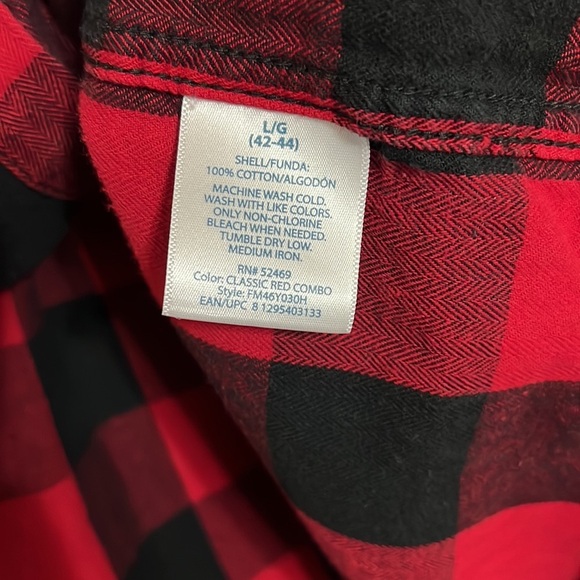 L/G
(42-44)
SHELL/FUNDA:
100% COTTON/ALGODÓN
MACHINE WASH COLD.
WASH WITH LIKE COLORS.
ONLY NON-CHLORINE
BLEACH WHEN NEEDED.
TUMBLE DRY LOW.
MEDIUM IRON.
RN# 52469
Color: CLASSIC RED COMBO
Style: FM46Y030H
EAN/UPC 8 1295403133